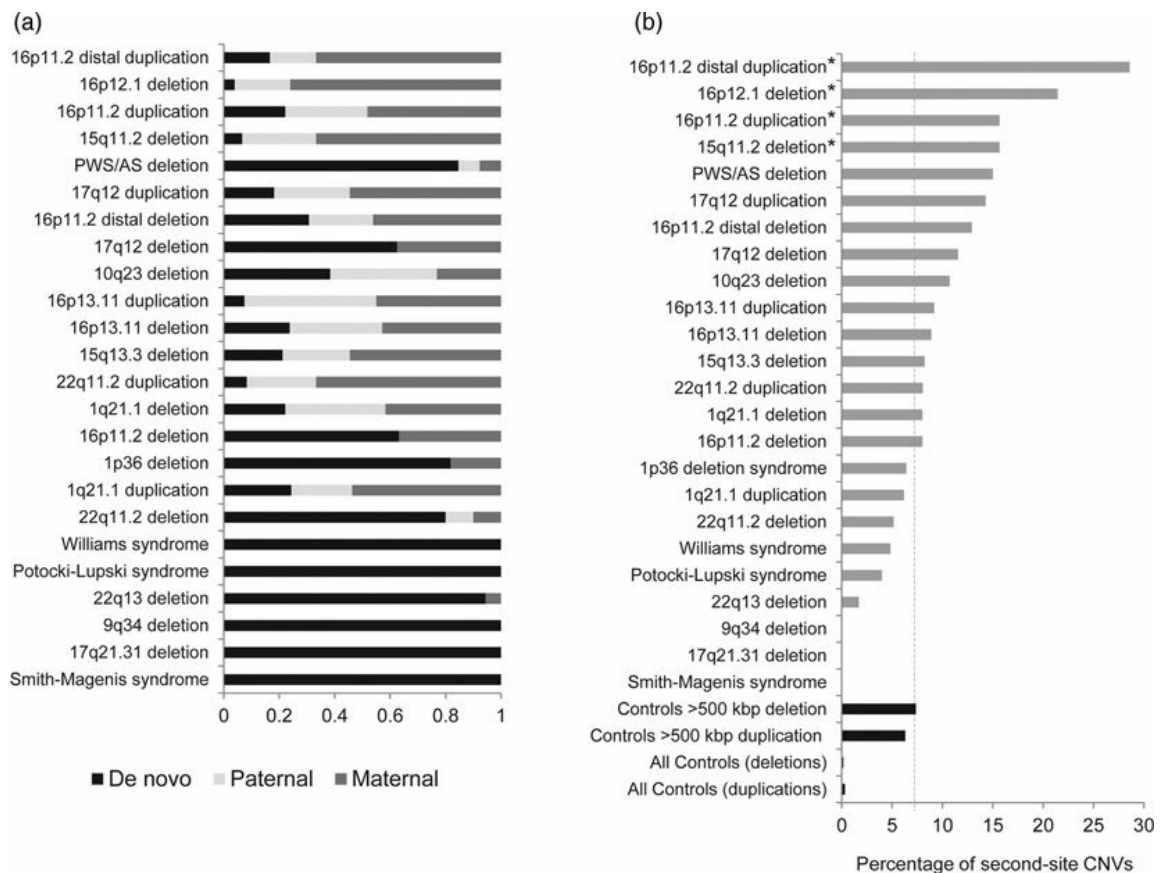 (a)
16p11.2 distal duplication
16p12.1 deletion
16p11.2 duplication
15q11.2 deletion
PWS/AS deletion
17q12 duplication
16p11.2 distal deletion
17q12 deletion
10q23 deletion
16p13.11 duplication
16p13.11 deletion
15q13.3 deletion
22q11.2 duplication
1q21.1 deletion
16p11.2 deletion
1p36 deletion
1q21.1 duplication
22q11.2 deletion
Williams syndrome
Potocki-Lupski syndrome
22q13 deletion
9q34 deletion
17q21.31 deletion
Smith-Magenis syndrome
0 0.2 0.4 0.6 0.8 1
De novo Paternal Maternal
(b)
16p11.2 distal duplication*
16p12.1 deletion*
16p11.2 duplication*
15q11.2 deletion*
PWS/AS deletion
17q12 duplication
16p11.2 distal deletion
17q12 deletion
10q23 deletion
16p13.11 duplication
16p13.11 deletion
15q13.3 deletion
22q11.2 duplication
1q21.1 deletion
16p11.2 deletion
1p36 deletion syndrome
1q21.1 duplication
22q11.2 deletion
Williams syndrome
Potocki-Lupski syndrome
22q13 deletion
9q34 deletion
17q21.31 deletion
Smith-Magenis syndrome
Controls >500 kbp deletion
Controls >500 kbp duplication
All Controls (deletions)
All Controls (duplications)
0 5 10 15 20 25 30
Percentage of second-site CNVs